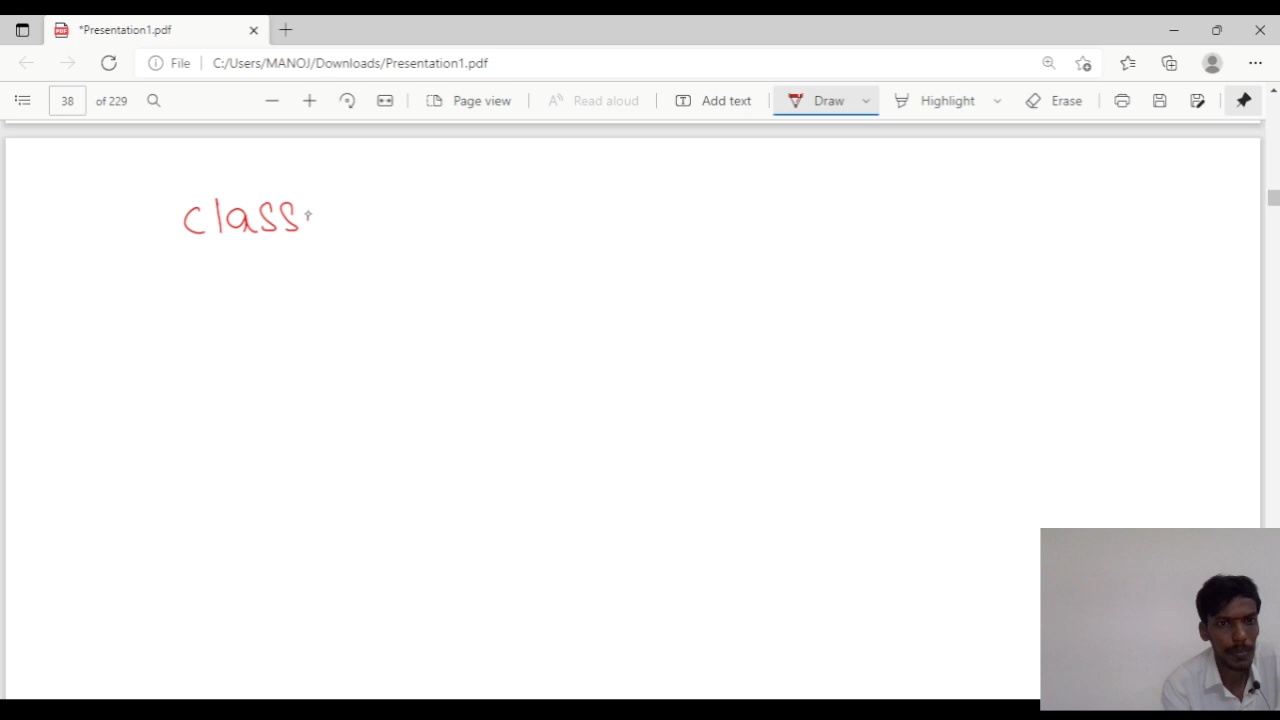 *Presentation1.pdf
File C:/Users/MANOJ/Downloads/Presentation1.pdf
38 of 229 Page view Read aloud Add text Draw Highlight Erase
class